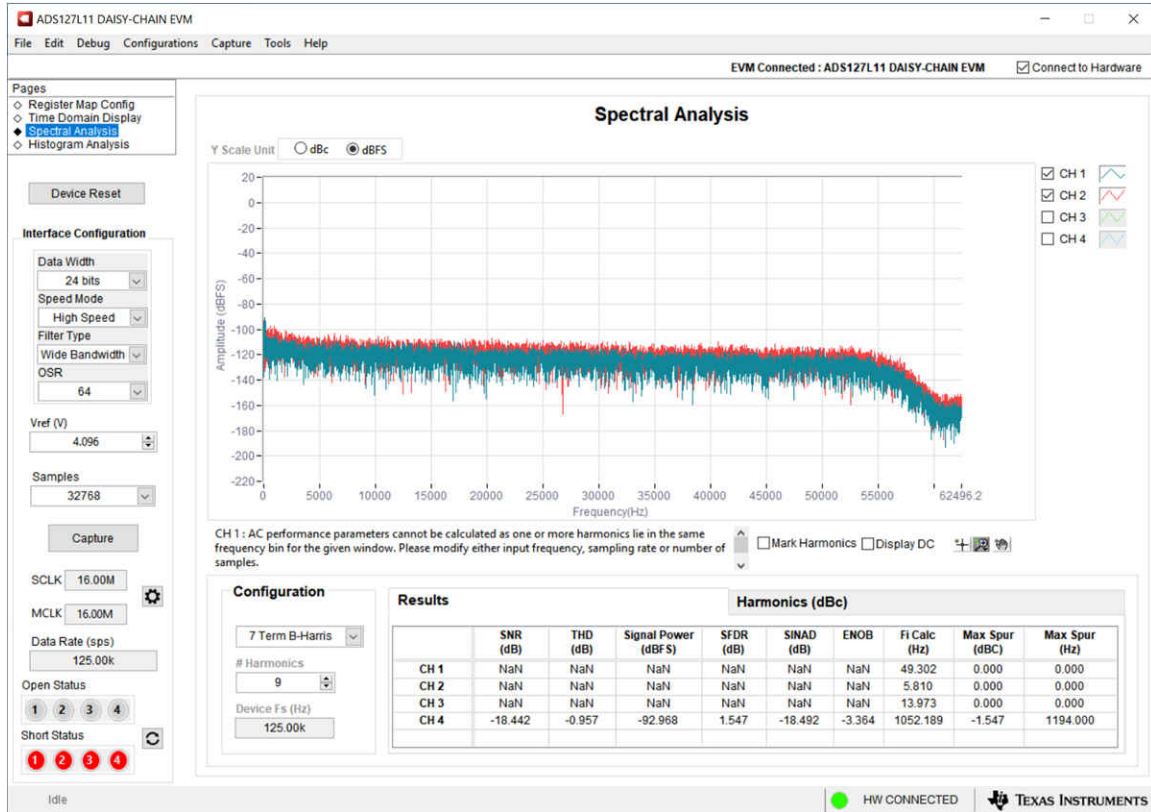 ADS127L11 DAISY-CHAIN EVM
File Edit Debug Configurations Capture Tools Help
EVM Connected : ADS127L11 DAISY-CHAIN EVM Connect to Hardware
Pages
Register Map Config
Time Domain Display
Spectral Analysis
Histogram Analysis
Device Reset
Interface Configuration
Data Width
24 bits
Speed Mode
High Speed
Filter Type
Wide Bandwidth
OSR
64
Vref (V)
4.096
Samples
32768
Capture
SCLK 16.00M
MCLK 16.00M
Data Rate (sps)
125.00k
Open Status
1 2 3 4
Short Status
1 2 3 4
Spectral Analysis
Y Scale Unit dBc dBFS
Amplitude (dBFS)
20
0
-20
-40
-60
-80
-100
-120
-140
-160
-180
-200
-220
0 5000 10000 15000 20000 25000 30000 35000 40000 45000 50000 55000 62496.2
Frequency(Hz)
CH 1
CH 2
CH 3
CH 4
CH 1 : AC performance parameters cannot be calculated as one or more harmonics lie in the same
frequency bin for the given window. Please modify either input frequency, sampling rate or number of
samples.
Mark Harmonics Display DC
Configuration
7 Term B-Harris
# Harmonics
9
Device Fs (Hz)
125.00k
Results Harmonics (dBc)
SNR (dB) THD (dB) Signal Power (dBFS) SFDR (dB) SINAD (dB) ENOB Fi Calc (Hz) Max Spur (dBC) Max Spur (Hz)
CH 1 NaN NaN NaN NaN NaN NaN 49.302 0.000 0.000
CH 2 NaN NaN NaN NaN NaN NaN 5.810 0.000 0.000
CH 3 NaN NaN NaN NaN NaN NaN 13.973 0.000 0.000
CH 4 -18.442 -0.957 -92.968 1.547 -18.492 -3.364 1052.189 -1.547 1194.000
Idle HW CONNECTED TEXAS INSTRUMENTS